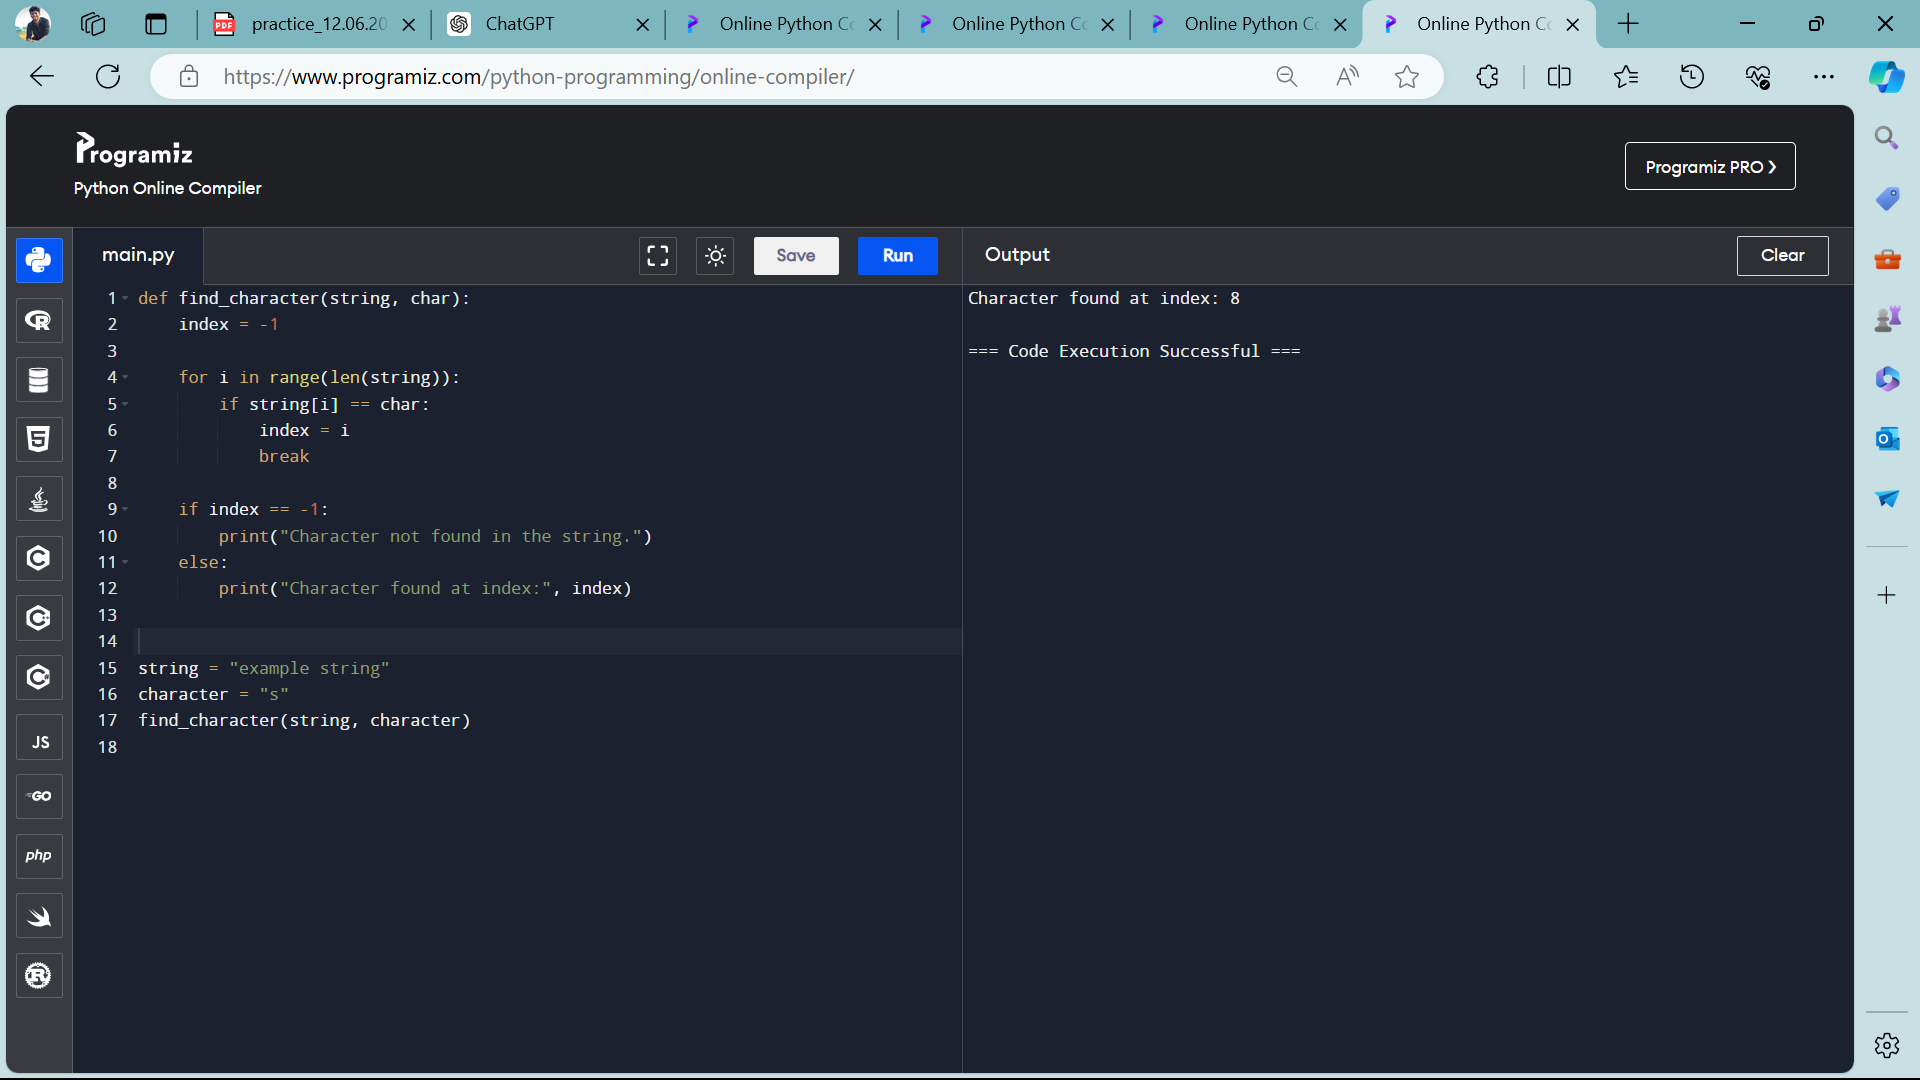 practice_12.06.20
ChatGPT
Online Python Co
Online Python Co
Online Python Co
Online Python Co
https://www.programiz.com/python-programming/online-compiler/
Programiz
Python Online Compiler
Programiz PRO ❯
main.py
Save
Run
Output
Clear
1 def find_character(string, char):
2     index = -1
3
4     for i in range(len(string)):
5         if string[i] == char:
6             index = i
7             break
8
9     if index == -1:
10         print("Character not found in the string.")
11     else:
12         print("Character found at index:", index)
13
14
15 string = "example string"
16 character = "s"
17 find_character(string, character)
18
Character found at index: 8
=== Code Execution Successful ===
JS
GO
php